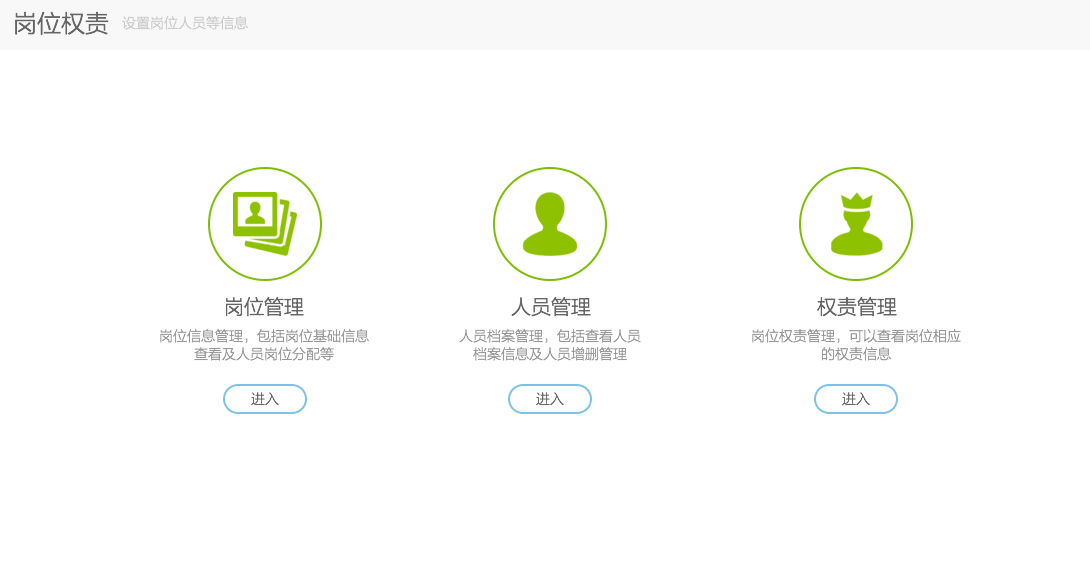 岗位权责 设置岗位人员等信息
岗位管理
岗位信息管理，包括岗位基础信息
查看及人员岗位分配等
进入
人员管理
人员档案管理，包括查看人员
档案信息及人员增删管理
进入
权责管理
岗位权责管理，可以查看岗位相应
的权责信息
进入